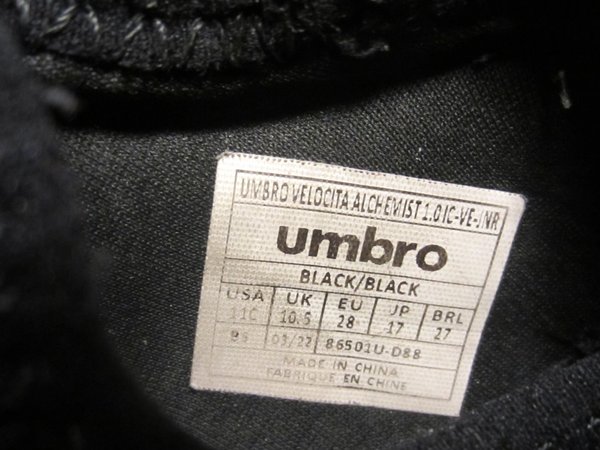 UMBRO VELOCITA ALCHEMIST 1.0 IC-VE-JNR
umbro
BLACK/BLACK
USA UK EU JP BRL
11C 10.5 28 17 27
03/22 86501U-D88
MADE IN CHINA
FABRIQUE EN CHINE